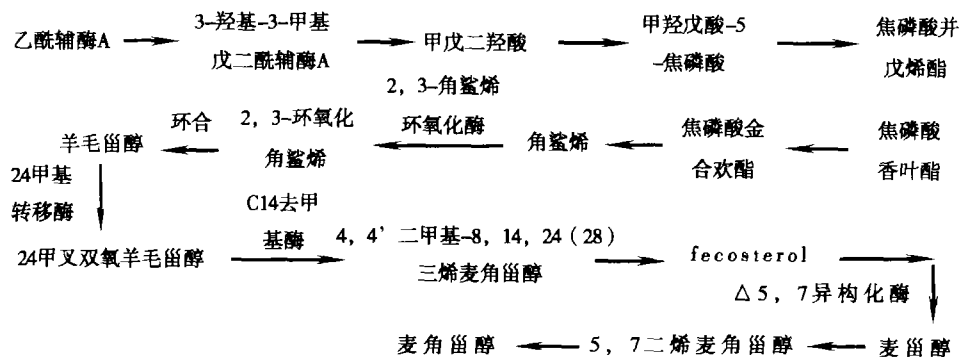 乙酰辅酶A
3-羟基-3-甲基
戊二酰辅酶A
甲戊二羟酸
甲羟戊酸-5
-焦磷酸
焦磷酸并
戊烯酯
羊毛甾醇
环合
2，3-环氧化
角鲨烯
2，3-角鲨烯
环氧化酶
角鲨烯
焦磷酸金
合欢酯
焦磷酸
香叶酯
24甲基
转移酶
24甲叉双氧羊毛甾醇
C14去甲
基酶
4，4’二甲基-8，14，24（28）
三烯麦角甾醇
fecosterol
△5，7异构化酶
麦角甾醇
5，7二烯麦角甾醇
麦甾醇